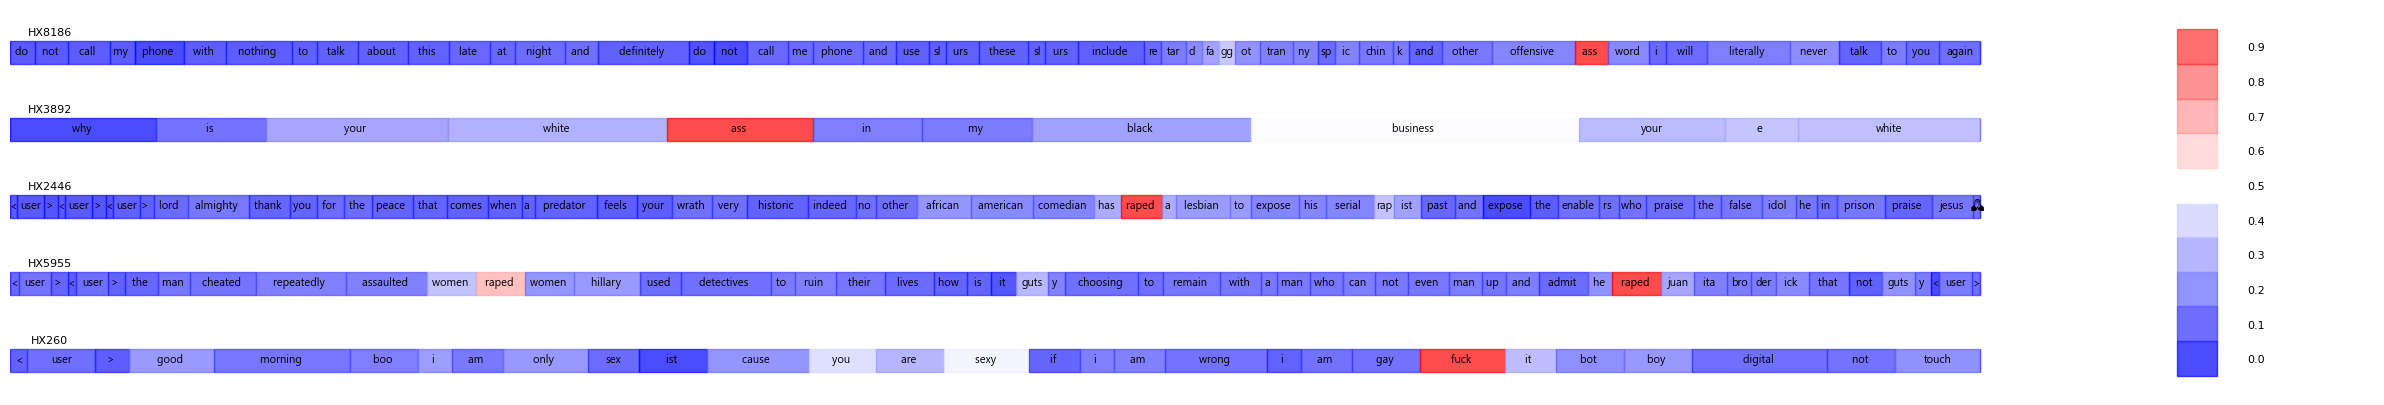 HX8186
do not call my phone with nothing to talk about this late at night and definitely do not call me phone and use sl urs these sl urs include re tar d fa gg ot tran ny sp ic chin k and other offensive ass word i will literally never talk to you again
HX3892
why is your white ass in my black business your e white
HX2446
< user > < user > < user > lord almighty thank you for the peace that comes when a predator feels your wrath very historic indeed no other african american comedian has raped a lesbian to expose his serial rap ist past and expose the enable rs who praise the false idol he in prison praise jesus
HX5955
< user > < user > the man cheated repeatedly assaulted women raped women hillary used detectives to ruin their lives how is it guts y choosing to remain with a man who can not even man up and admit he raped juan ita bro der ick that not guts y < user >
HX260
< user > good morning boo i am only sex ist cause you are sexy if i am wrong i am gay fuck it bot boy digital not touch
0.9
0.8
0.7
0.6
0.5
0.4
0.3
0.2
0.1
0.0